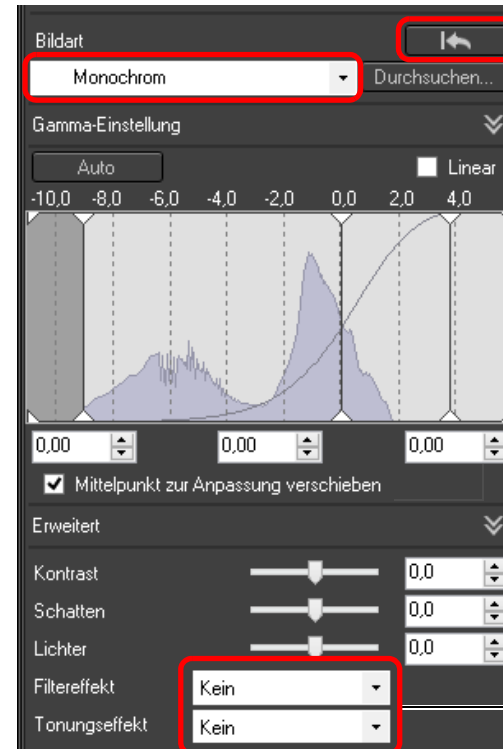 Bildart
Monochrom Durchsuchen...
Gamma-Einstellung
Auto Linear
-10,0 -8,0 -6,0 -4,0 -2,0 0,0 2,0 4,0
0,00 0,00 0,00
Mittelpunkt zur Anpassung verschieben
Erweitert
Kontrast 0,0
Schatten 0,0
Lichter 0,0
Filtereffekt Kein
Tonungseffekt Kein